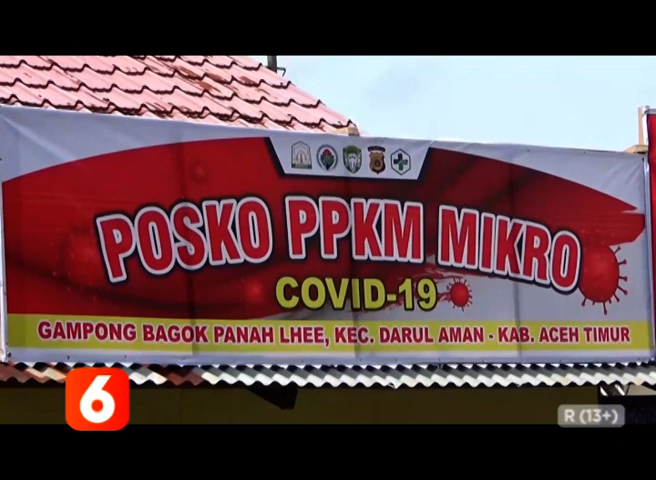 POSKO PPKM MIKRO
COVID-19
GAMPONG BAGOK PANAH LHEE, KEC. DARUL AMAN - KAB. ACEH TIMUR
6
R (13+)